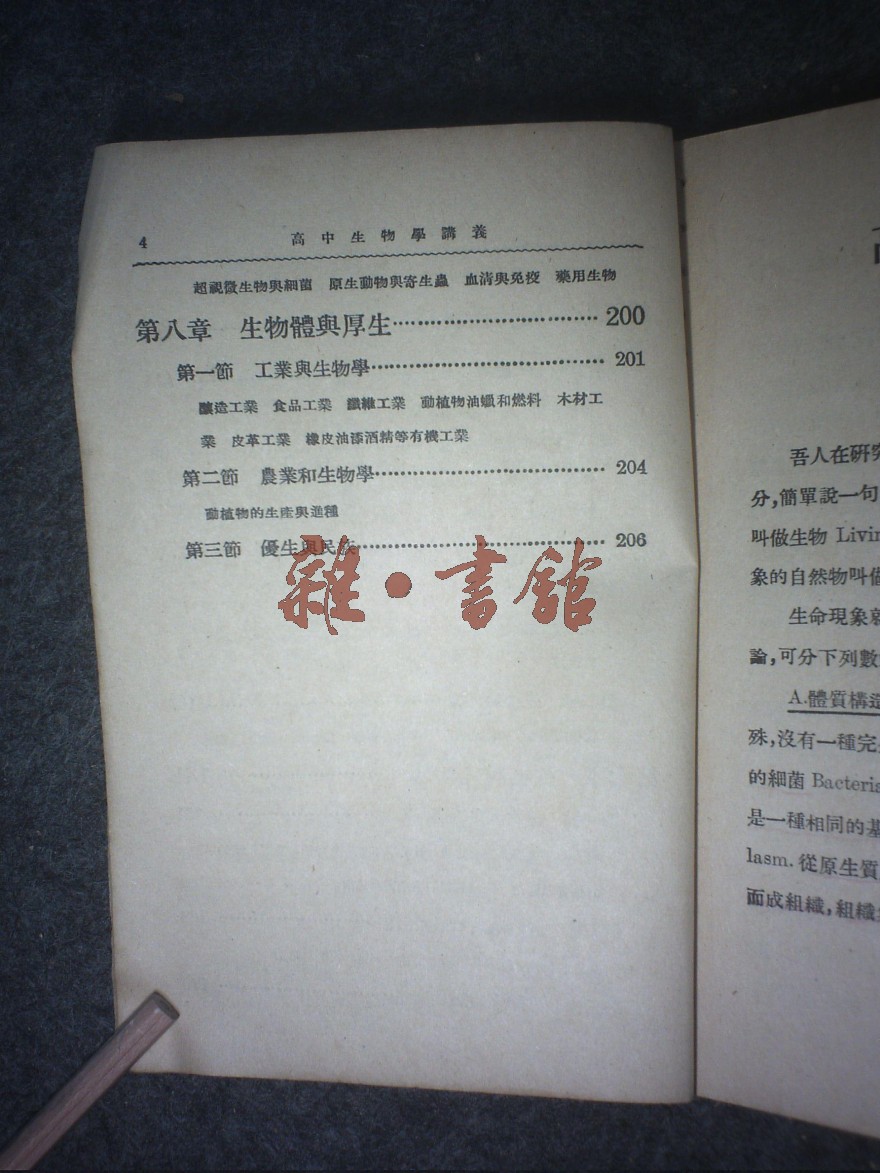 4 高中生物學講義
超視微生物與細菌 原生動物與寄生蟲 血清與免疫 藥用生物
第八章 生物體與厚生 200
第一節 工業與生物學 201
釀造工業 食品工業 纖維工業 動植物油蠟和燃料 木材工
業 皮革工業 橡皮油漆酒精等有機工業
第二節 農業和生物學 204
動植物的生產與進種
第三節 優生與民族 206
雜·書館
吾人在研究
分,簡單說一句
叫做生物 Livin
象的自然物叫做
生命現象
論,可分下列數
A.體質構造
殊,沒有一種完
的細菌 Bacteria
是一種相同的基
lasm. 從原生質
而成組織,組織